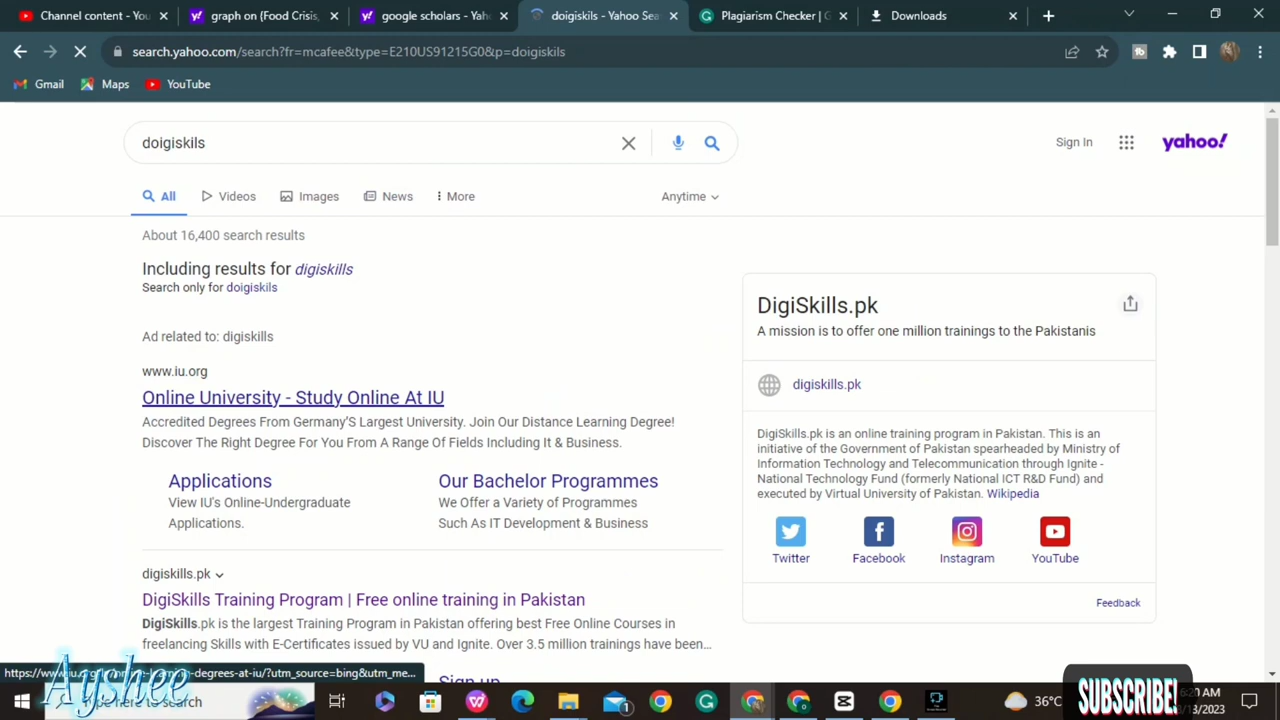 Channel content - You
graph on (Food Crisis,
google scholars - Yaho
doigiskils - Yahoo Sea
Plagiarism Checker | G
Downloads
search.yahoo.com/search?fr=mcafee&type=E210US91215G0&p=doigiskils
Gmail
Maps
YouTube
doigiskils
Sign In
yahoo!
All
Videos
Images
News
More
Anytime
About 16,400 search results
Including results for digiskills
Search only for doigiskils
Ad related to: digiskills
www.iu.org
Online University - Study Online At IU
Accredited Degrees From Germany'S Largest University. Join Our Distance Learning Degree!
Discover The Right Degree For You From A Range Of Fields Including It & Business.
Applications
View IU's Online-Undergraduate
Applications.
Our Bachelor Programmes
We Offer a Variety of Programmes
Such As IT Development & Business
digiskills.pk
DigiSkills Training Program | Free online training in Pakistan
DigiSkills.pk is the largest Training Program in Pakistan offering best Free Online Courses in
freelancing Skills with E-Certificates issued by VU and Ignite. Over 3.5 million trainings have been...
Sign up
DigiSkills.pk
A mission is to offer one million trainings to the Pakistanis
digiskills.pk
DigiSkills.pk is an online training program in Pakistan. This is an
initiative of the Government of Pakistan spearheaded by Ministry of
Information Technology and Telecommunication through Ignite -
National Technology Fund (formerly National ICT R&D Fund) and
executed by Virtual University of Pakistan. Wikipedia
Twitter
Facebook
Instagram
YouTube
Feedback
Ayshee
here to search
36°C
SUBSCRIBE!
AM
/2023